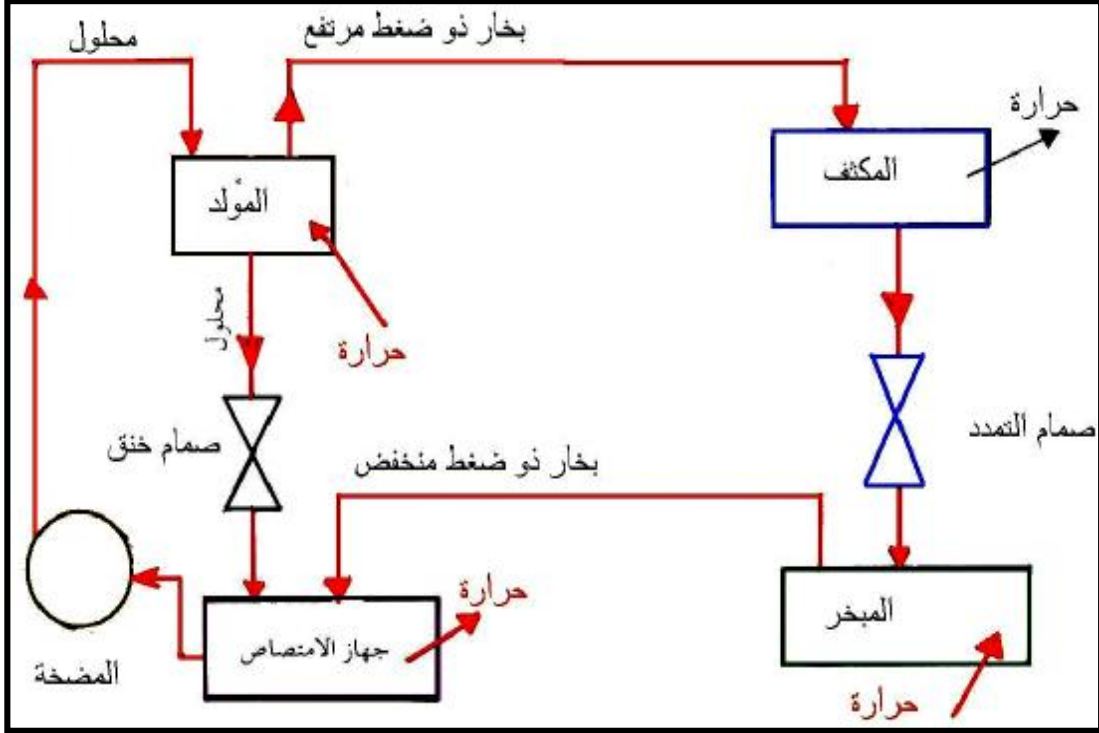 محلول
بخار ذو ضغط مرتفع
حرارة
المكثف
المؤلد
محلول
حرارة
صمام خنق
صمام التمدد
بخار ذو ضغط منخفض
حرارة
المبخر
جهاز الامتصاص
المضخة
حرارة